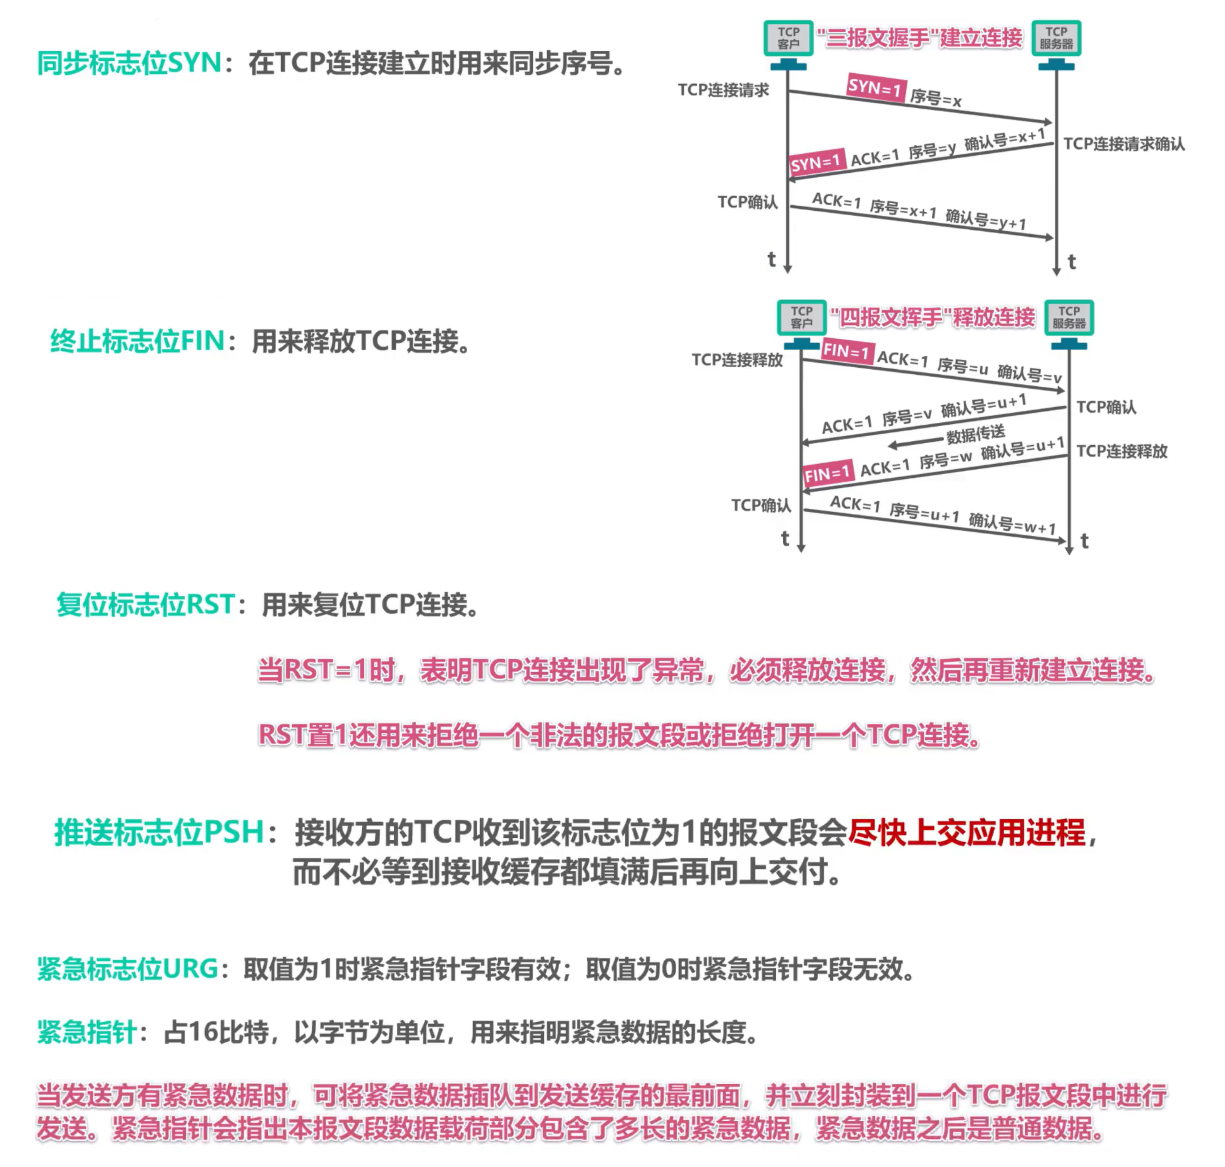 同步标志位SYN：在TCP连接建立时用来同步序号。
TCP
客户
"三报文握手"建立连接
TCP
服务器
TCP连接请求
SYN=1 序号=x
SYN=1 ACK=1 序号=y 确认号=x+1
TCP连接请求确认
TCP确认
ACK=1 序号=x+1 确认号=y+1
t
t
终止标志位FIN：用来释放TCP连接。
TCP
客户
"四报文挥手"释放连接
TCP
服务器
TCP连接释放
FIN=1 ACK=1 序号=u 确认号=v
ACK=1 序号=v 确认号=u+1
TCP确认
数据传送
FIN=1 ACK=1 序号=w 确认号=u+1
TCP连接释放
TCP确认
ACK=1 序号=u+1 确认号=w+1
t
t
复位标志位RST：用来复位TCP连接。
当RST=1时，表明TCP连接出现了异常，必须释放连接，然后再重新建立连接。
RST置1还用来拒绝一个非法的报文段或拒绝打开一个TCP连接。
推送标志位PSH：接收方的TCP收到该标志位为1的报文段会尽快上交应用进程，
而不必等到接收缓存都填满后再向上交付。
紧急标志位URG：取值为1时紧急指针字段有效；取值为0时紧急指针字段无效。
紧急指针：占16比特，以字节为单位，用来指明紧急数据的长度。
当发送方有紧急数据时，可将紧急数据插队到发送缓存的最前面，并立刻封装到一个TCP报文段中进行
发送。紧急指针会指出本报文段数据载荷部分包含了多长的紧急数据，紧急数据之后是普通数据。